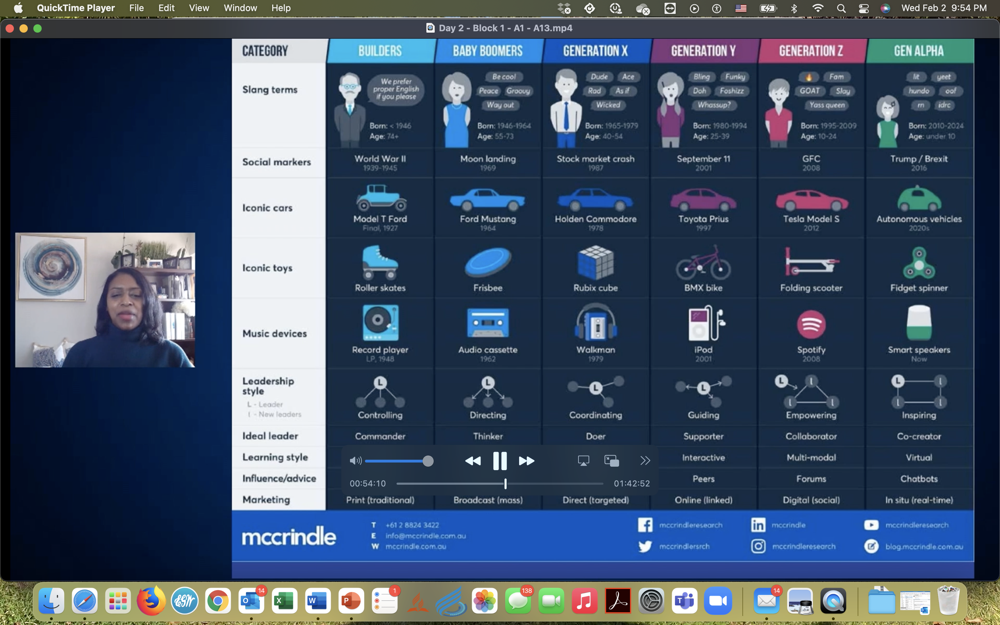 QuickTime Player File Edit View Window Help Wed Feb 2 9:54 PM
Day 2 - Block 1 - A1 - A13.mp4
CATEGORY BUILDERS BABY BOOMERS GENERATION X GENERATION Y GENERATION Z GEN ALPHA
Slang terms
We prefer
proper English
if you please
Born: < 1946
Age: 74+
Be cool
Peace Groovy
Way out
Born: 1946-1964
Age: 55-73
Dude Ace
Rad As if
Wicked
Born: 1965-1979
Age: 40-54
Bling Funky
Doh Foshizz
Whassup?
Born: 1980-1994
Age: 25-39
🔥 Fam
GOAT Slay
Yass queen
Born: 1995-2009
Age: 10-24
lit yeet
hundo oof
rn idrc
Born: 2010-2024
Age: under 10
Social markers
World War II Moon landing Stock market crash September 11 GFC Trump / Brexit
1939-1945 1969 1987 2001 2008 2016
Iconic cars
Model T Ford Ford Mustang Holden Commodore Toyota Prius Tesla Model S Autonomous vehicles
Final, 1927 1964 1978 1997 2012 2020s
Iconic toys
Roller skates Frisbee Rubix cube BMX bike Folding scooter Fidget spinner
Music devices
Record player Audio cassette Walkman iPod Spotify Smart speakers
LP, 1948 1962 1979 2001 2008 Now
Leadership
style
L - Leader
l - New leaders
L L L L L l l l L l l l
Controlling Directing Coordinating Guiding Empowering Inspiring
Ideal leader Commander Thinker Doer Supporter Collaborator Co-creator
Learning style Interactive Multi-modal Virtual
Influence/advice Peers Forums Chatbots
00:54:10 01:42:52
Marketing Print (traditional) Broadcast (mass) Direct (targeted) Online (linked) Digital (social) In situ (real-time)
mccrindle
T +61 2 8824 3422
E info@mccrindle.com.au
W mccrindle.com.au
mccrindleresearch mccrindle mccrindleresearch
mccrindlersrch mccrindleresearch blog.mccrindle.com.au
EGW 14 1 138 14
O X W P T